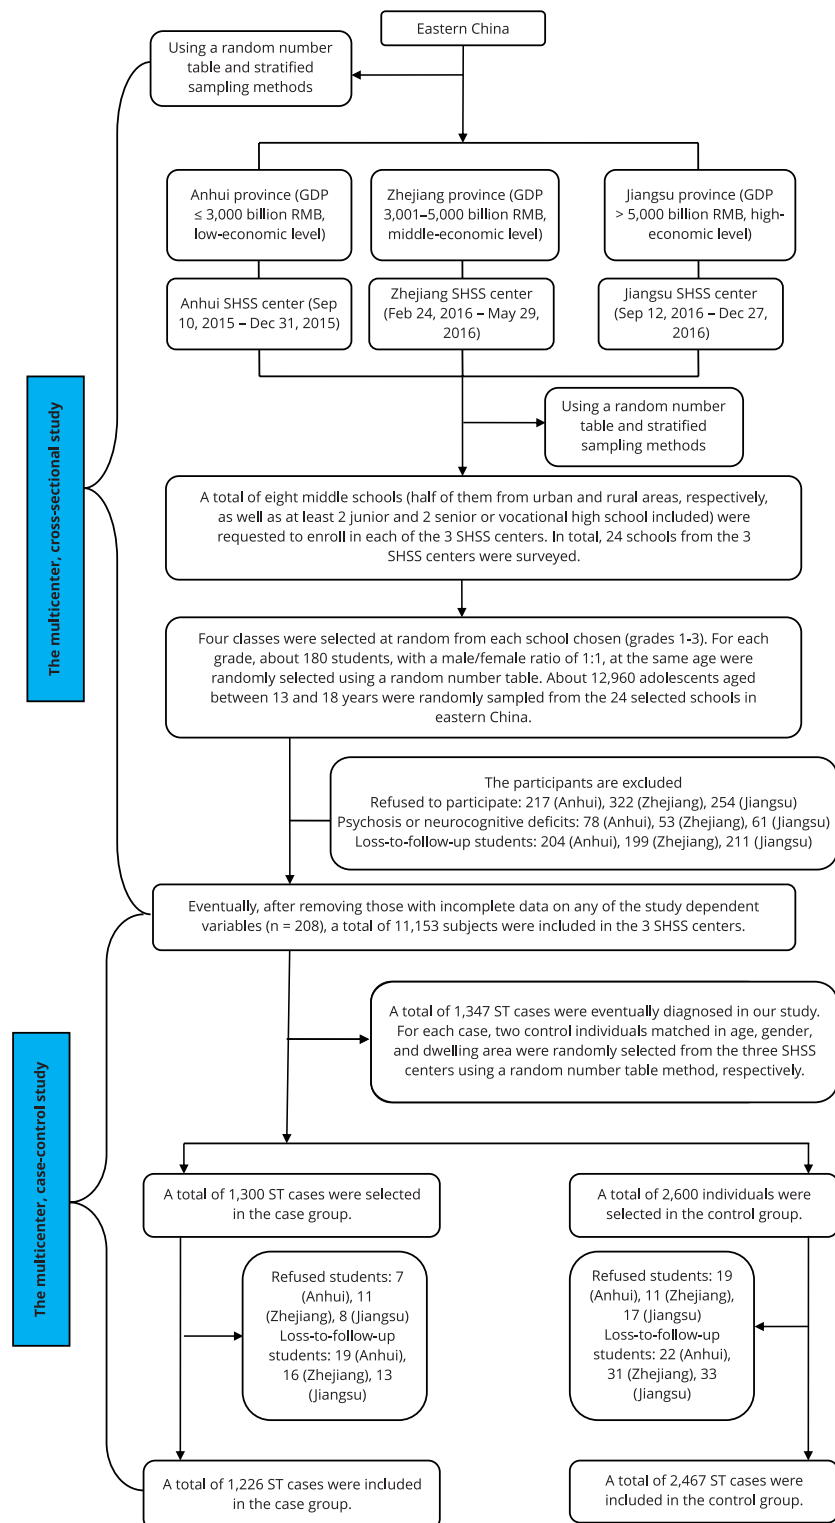 Eastern China
Using a random number
table and stratified
sampling methods
Anhui province (GDP
≤ 3,000 billion RMB,
low-economic level)
Zhejiang province (GDP
3,001–5,000 billion RMB,
middle-economic level)
Jiangsu province (GDP
> 5,000 billion RMB, high-
economic level)
Anhui SHSS center (Sep
10, 2015 – Dec 31, 2015)
Zhejiang SHSS center
(Feb 24, 2016 – May 29,
2016)
Jiangsu SHSS center
(Sep 12, 2016 – Dec 27,
2016)
Using a random number
table and stratified
sampling methods
The multicenter, cross-sectional study
A total of eight middle schools (half of them from urban and rural areas, respectively,
as well as at least 2 junior and 2 senior or vocational high school included) were
requested to enroll in each of the 3 SHSS centers. In total, 24 schools from the 3
SHSS centers were surveyed.
Four classes were selected at random from each school chosen (grades 1-3). For each
grade, about 180 students, with a male/female ratio of 1:1, at the same age were
randomly selected using a random number table. About 12,960 adolescents aged
between 13 and 18 years were randomly sampled from the 24 selected schools in
eastern China.
The participants are excluded
Refused to participate: 217 (Anhui), 322 (Zhejiang), 254 (Jiangsu)
Psychosis or neurocognitive deficits: 78 (Anhui), 53 (Zhejiang), 61 (Jiangsu)
Loss-to-follow-up students: 204 (Anhui), 199 (Zhejiang), 211 (Jiangsu)
Eventually, after removing those with incomplete data on any of the study dependent
variables (n = 208), a total of 11,153 subjects were included in the 3 SHSS centers.
A total of 1,347 ST cases were eventually diagnosed in our study.
For each case, two control individuals matched in age, gender,
and dwelling area were randomly selected from the three SHSS
centers using a random number table method, respectively.
The multicenter, case-control study
A total of 1,300 ST cases were selected
in the case group.
A total of 2,600 individuals were
selected in the control group.
Refused students: 7
(Anhui), 11
(Zhejiang), 8 (Jiangsu)
Loss-to-follow-up
students: 19 (Anhui),
16 (Zhejiang), 13
(Jiangsu)
Refused students: 19
(Anhui), 11 (Zhejiang),
17 (Jiangsu)
Loss-to-follow-up
students: 22 (Anhui),
31 (Zhejiang), 33
(Jiangsu)
A total of 1,226 ST cases were included
in the case group.
A total of 2,467 ST cases were
included in the control group.